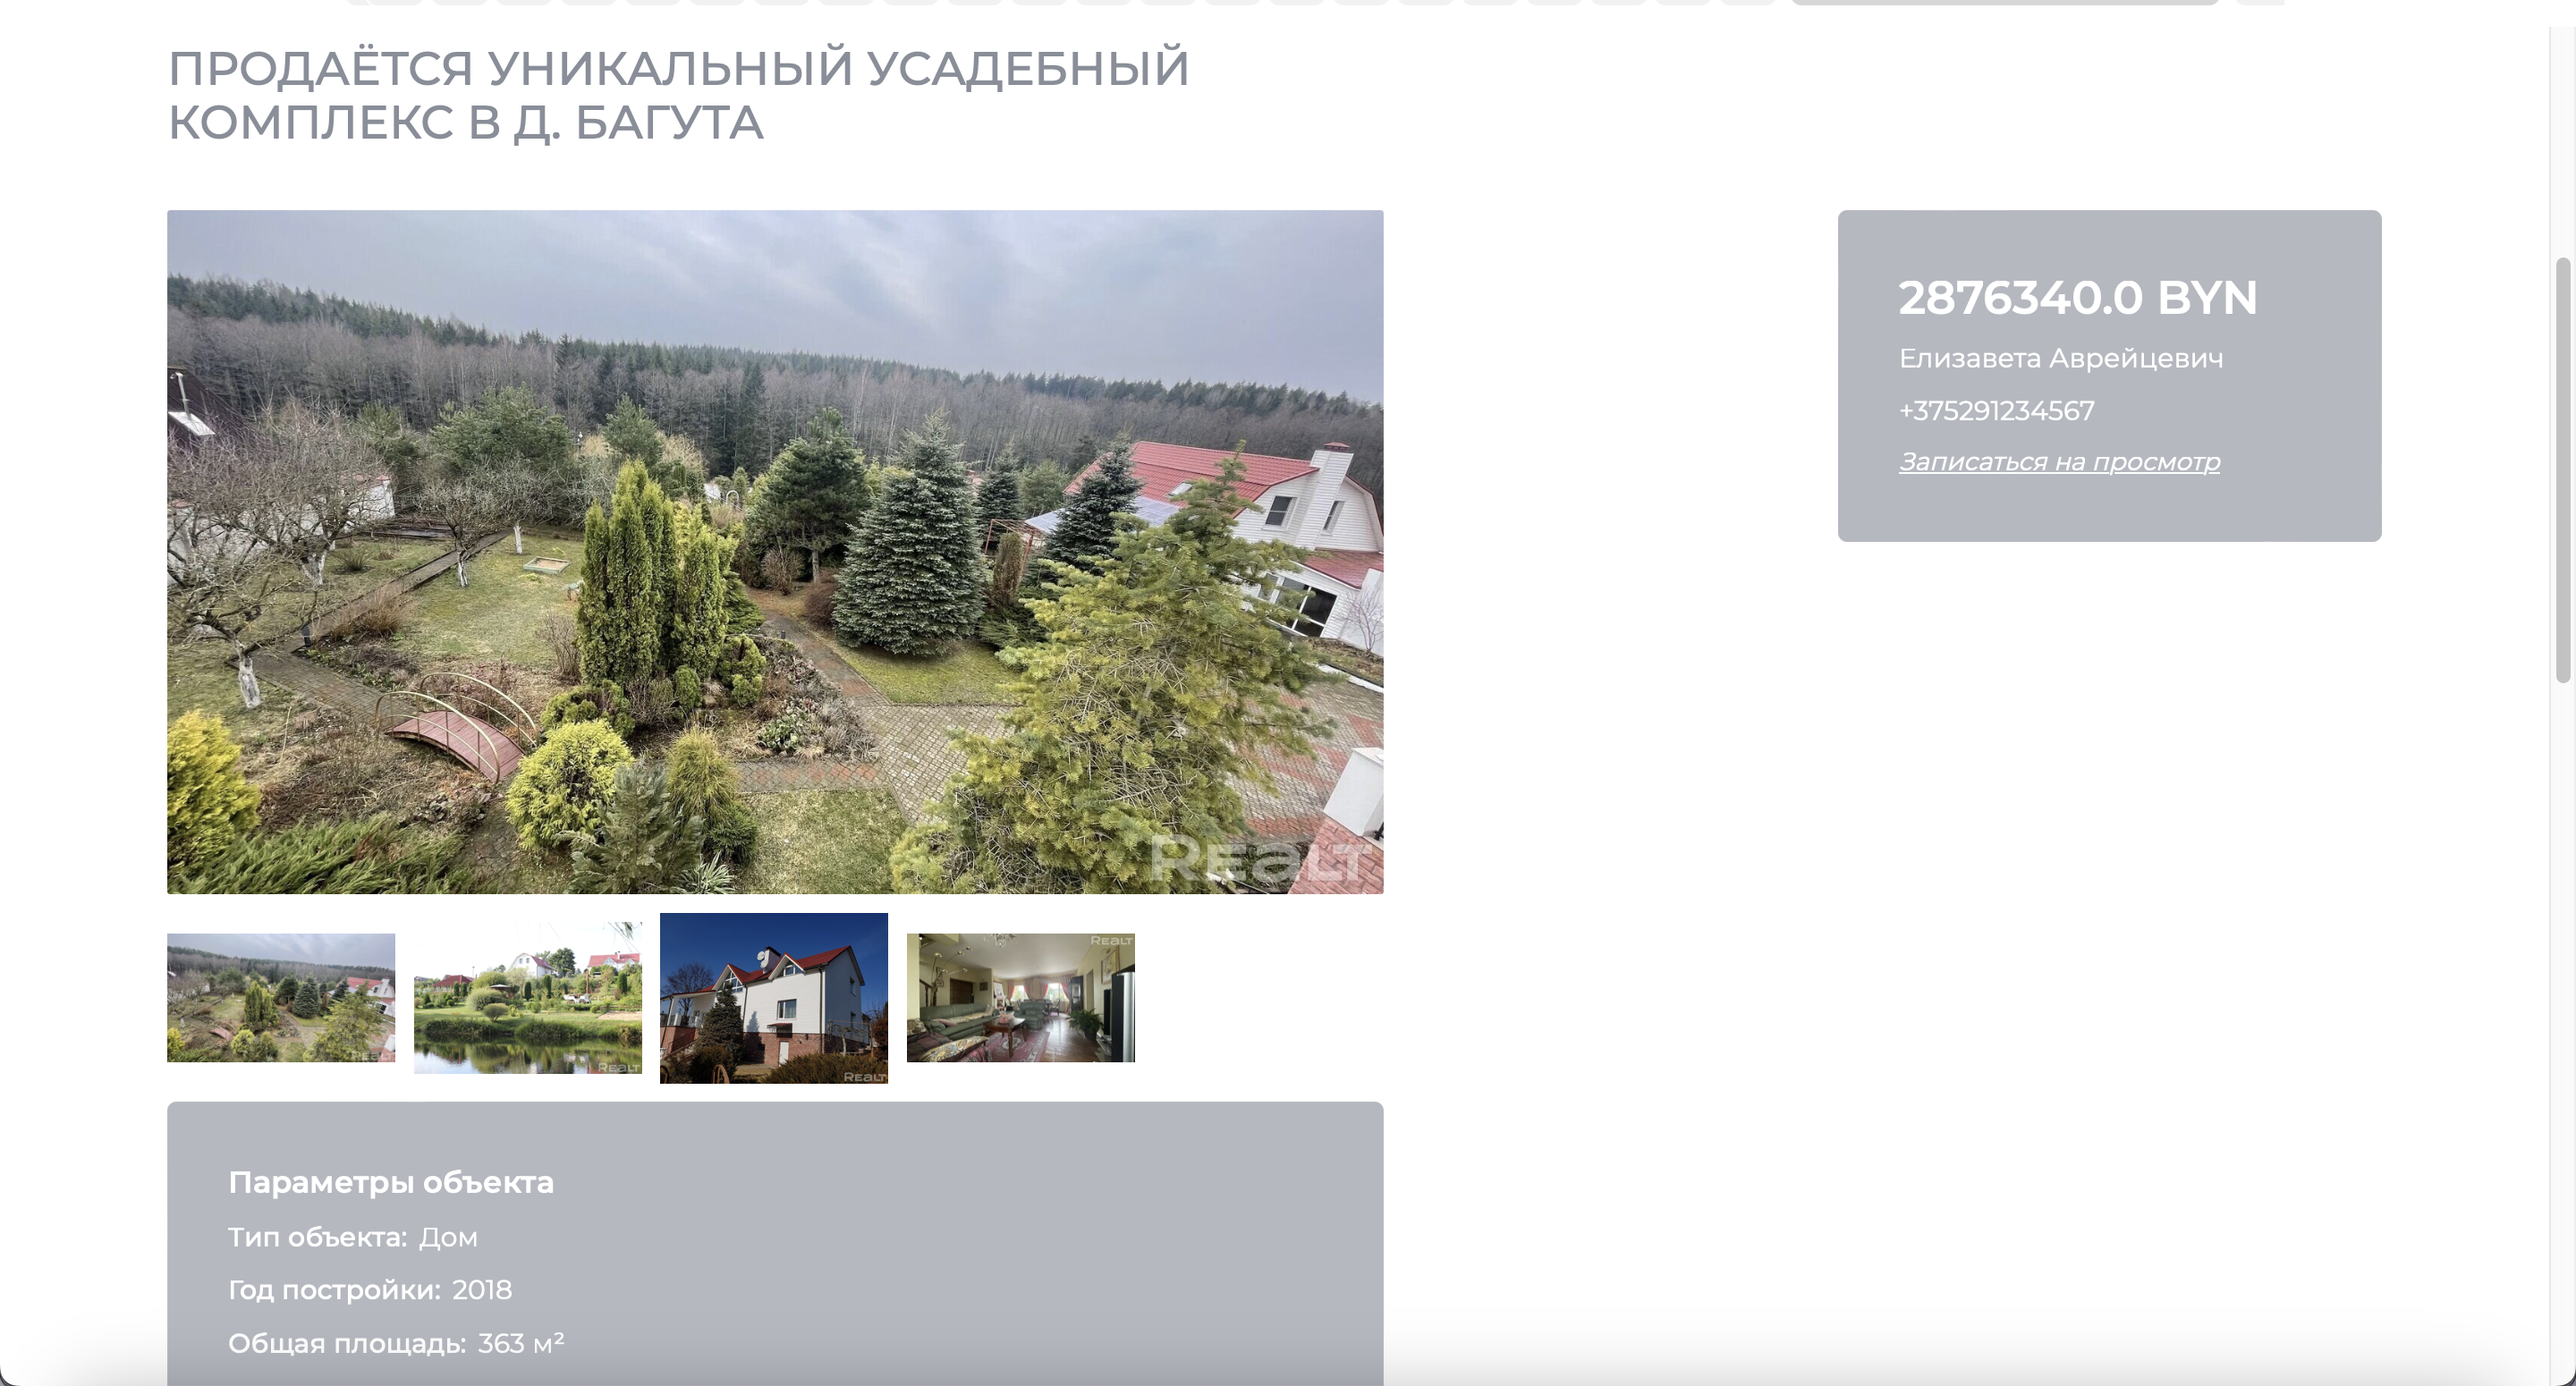 ПРОДАЁТСЯ УНИКАЛЬНЫЙ УСАДЕБНЫЙ
КОМПЛЕКС В Д. БАГУТА
2876340.0 BYN
Елизавета Аврейцевич
+375291234567
Записаться на просмотр
REALT
REALT
REALT
REALT
REALT
Параметры объекта
Тип объекта: Дом
Год постройки: 2018
Общая площадь: 363 м²